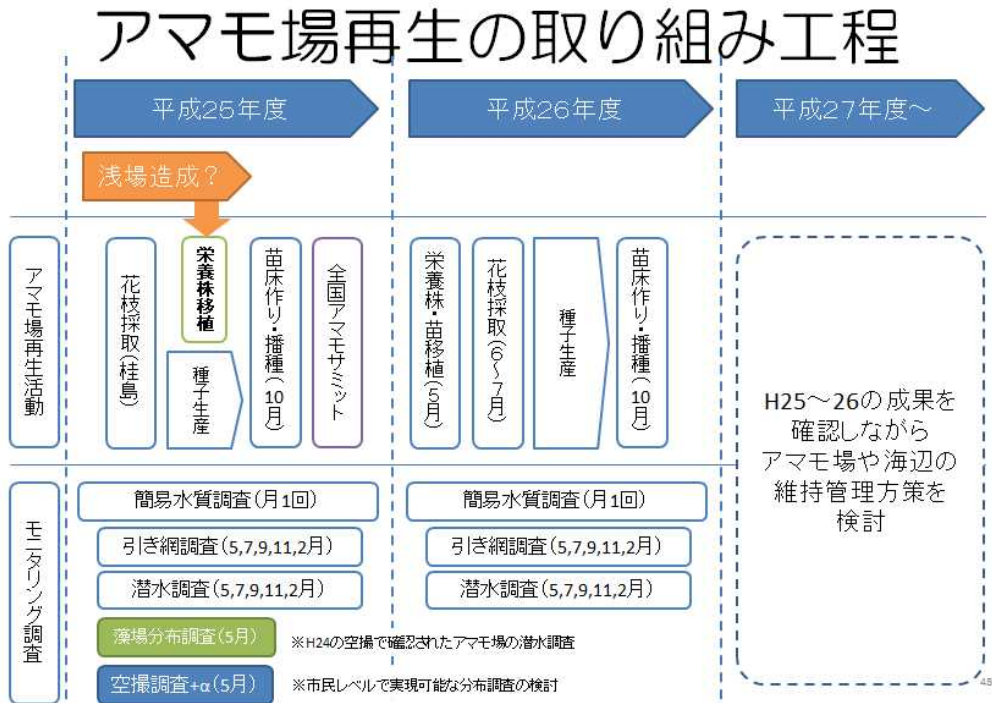 アマモ場再生の取り組み工程
平成25年度
平成26年度
平成27年度～
浅場造成？
アマモ場再生活動
花枝採取(桂島)
栄養株移植
種子生産
苗床作り・播種(10月)
全国アマモサミット
栄養株・苗移植(5月)
花枝採取(6～7月)
種子生産
苗床作り・播種(10月)
H25～26の成果を
確認しながら
アマモ場や海辺の
維持管理方策を
検討
モニタリング調査
簡易水質調査(月1回)
引き網調査(5,7,9,11,2月)
潜水調査(5,7,9,11,2月)
藻場分布調査(5月)
※H24の空撮で確認されたアマモ場の潜水調査
空撮調査+α(5月)
※市民レベルで実現可能な分布調査の検討
簡易水質調査(月1回)
引き網調査(5,7,9,11,2月)
潜水調査(5,7,9,11,2月)